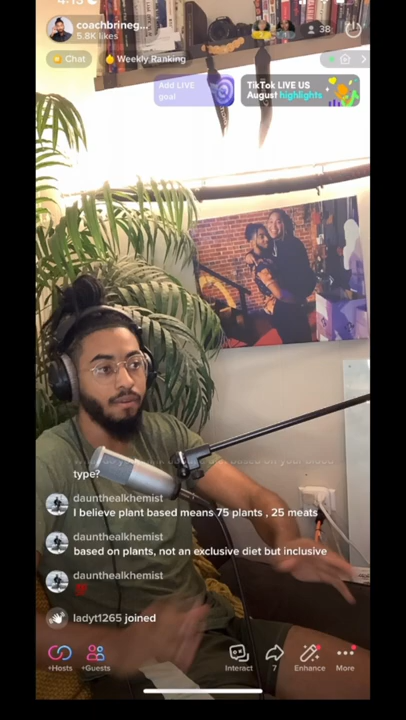 coachbrineg...
5.8K likes
38
Chat
Weekly Ranking
Add LIVE
goal
TikTok LIVE US
August highlights
type?
daunthealkhemist
I believe plant based means 75 plants , 25 meats
daunthealkhemist
based on plants, not an exclusive diet but inclusive
daunthealkhemist
💯
ladyt1265 joined
+Hosts
+Guests
Interact
7
Enhance
More